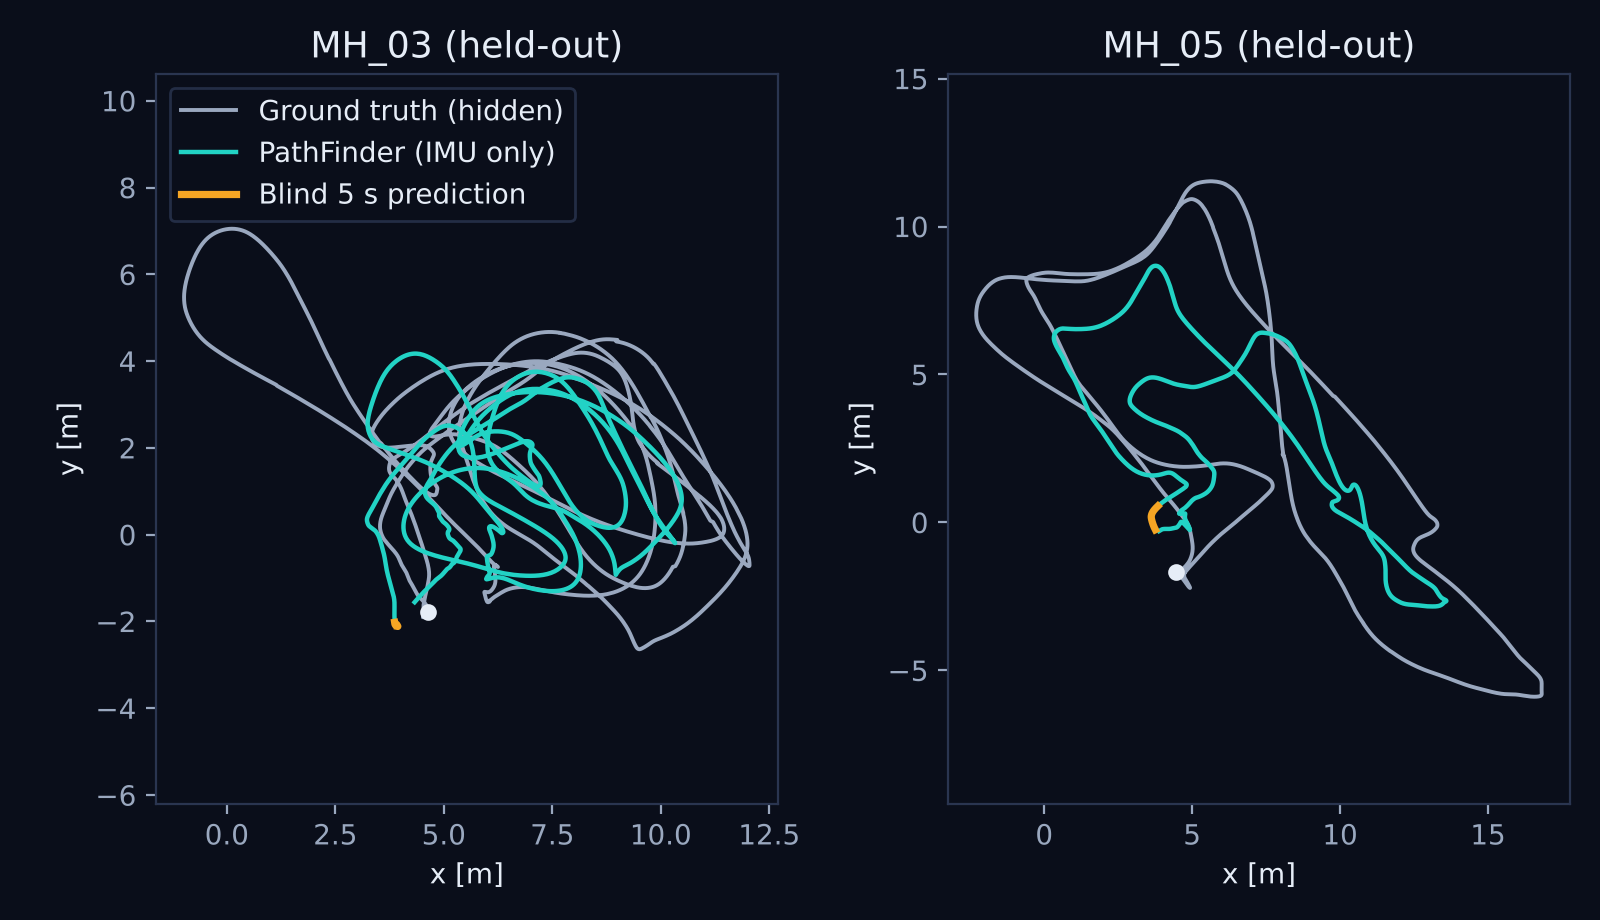 MH_03 (held-out)
Ground truth (hidden)
PathFinder (IMU only)
Blind 5 s prediction
10
8
6
4
2
0
−2
−4
−6
y [m]
0.0 2.5 5.0 7.5 10.0 12.5
x [m]
MH_05 (held-out)
15
10
5
0
−5
y [m]
0 5 10 15
x [m]